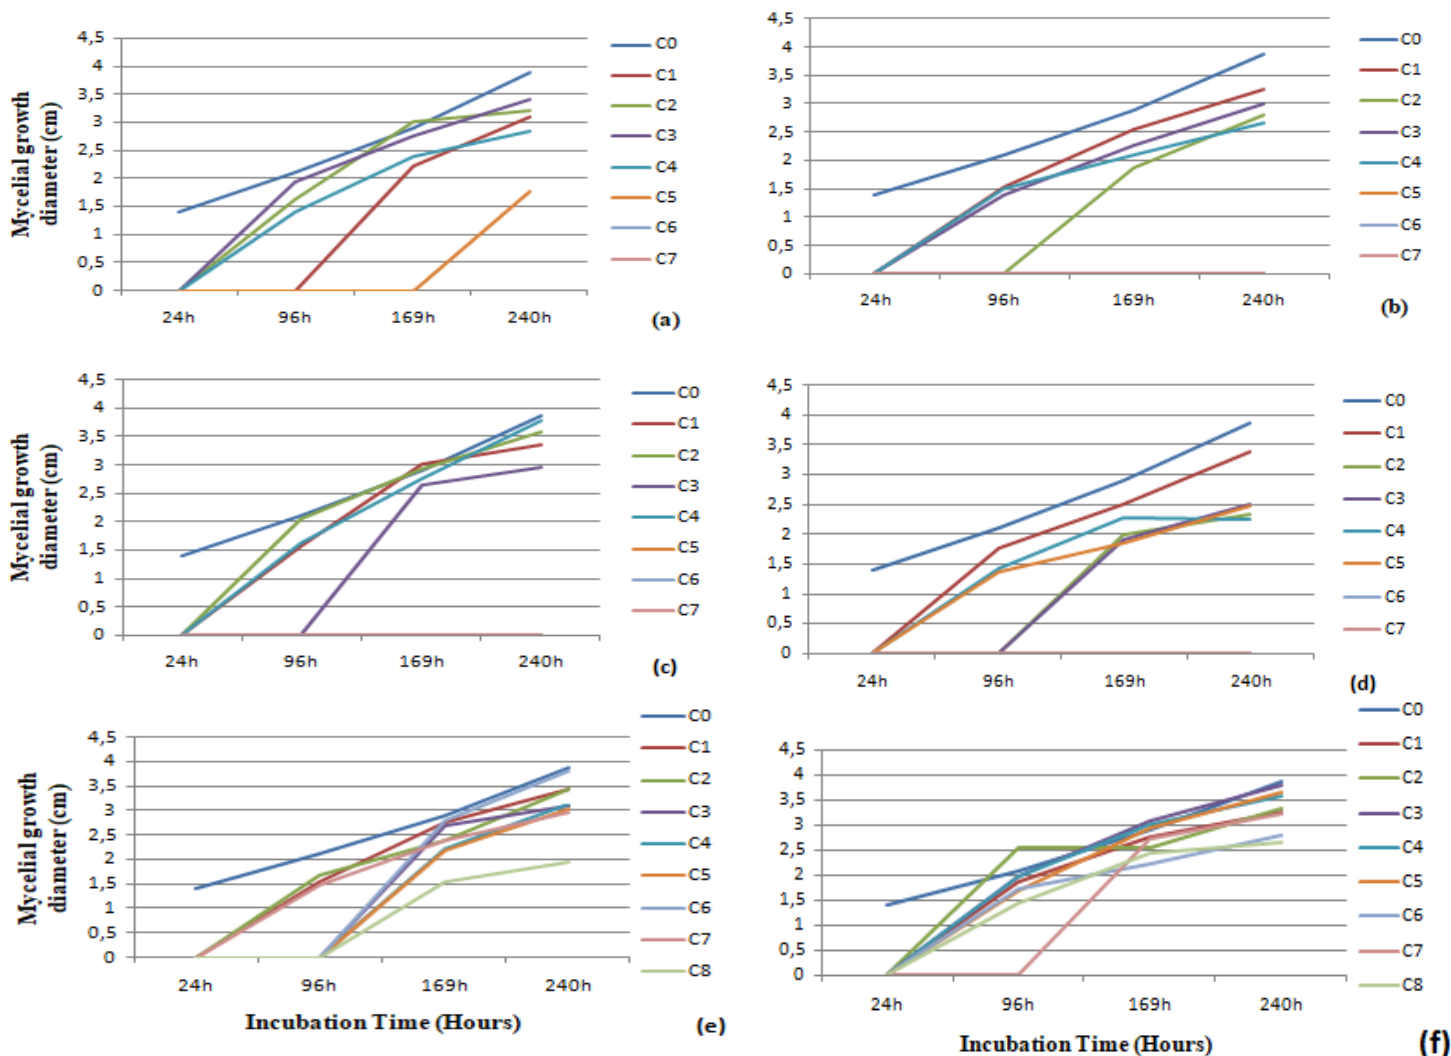 4,5
4
3,5
3
2,5
2
1,5
1
0,5
0
Mycelial growth
diameter (cm)
24h 96h 169h 240h
C0
C1
C2
C3
C4
C5
C6
C7
(a)
4,5
4
3,5
3
2,5
2
1,5
1
0,5
0
24h 96h 169h 240h
C0
C1
C2
C3
C4
C5
C6
C7
(b)
4,5
4
3,5
3
2,5
2
1,5
1
0,5
0
Mycelial growth
diameter (cm)
24h 96h 169h 240h
C0
C1
C2
C3
C4
C5
C6
C7
(c)
4,5
4
3,5
3
2,5
2
1,5
1
0,5
0
24h 96h 169h 240h
C0
C1
C2
C3
C4
C5
C6
C7
(d)
4,5
4
3,5
3
2,5
2
1,5
1
0,5
0
Mycelial growth
diameter (cm)
24h 96h 169h 240h
Incubation Time (Hours)
C0
C1
C2
C3
C4
C5
C6
C7
C8
(e)
4,5
4
3,5
3
2,5
2
1,5
1
0,5
0
24h 96h 169h 240h
Incubation Time (Hours)
C0
C1
C2
C3
C4
C5
C6
C7
C8
(f)